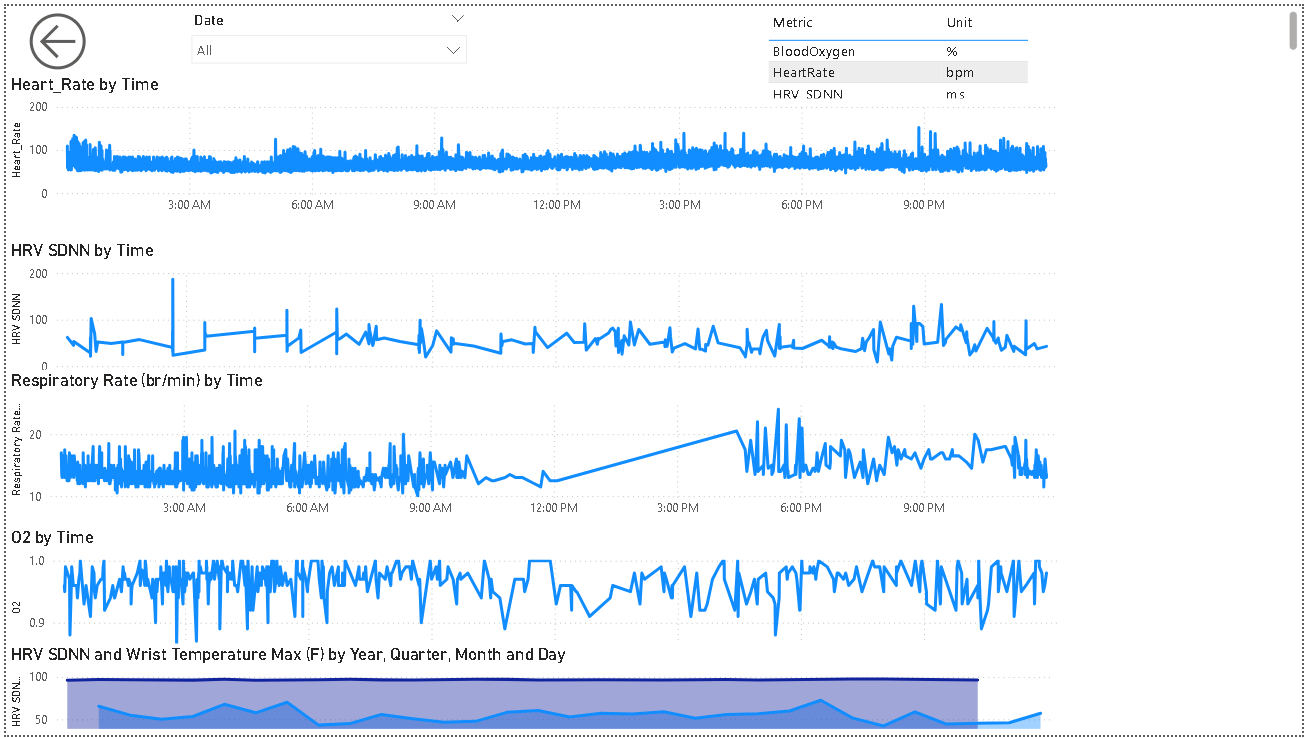 Date
All
Metric Unit
BloodOxygen %
HeartRate bpm
HRV SDNN ms
Heart_Rate by Time
Heart_Rate
200
100
0
3:00 AM 6:00 AM 9:00 AM 12:00 PM 3:00 PM 6:00 PM 9:00 PM
HRV SDNN by Time
HRV SDNN
200
100
0
Respiratory Rate (br/min) by Time
Respiratory Rate...
20
10
3:00 AM 6:00 AM 9:00 AM 12:00 PM 3:00 PM 6:00 PM 9:00 PM
O2 by Time
O2
1.0
0.9
HRV SDNN and Wrist Temperature Max (F) by Year, Quarter, Month and Day
HRV SDN...
100
50